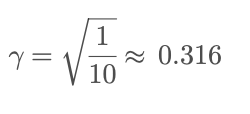 γ = √(1/10) ≈ 0.316